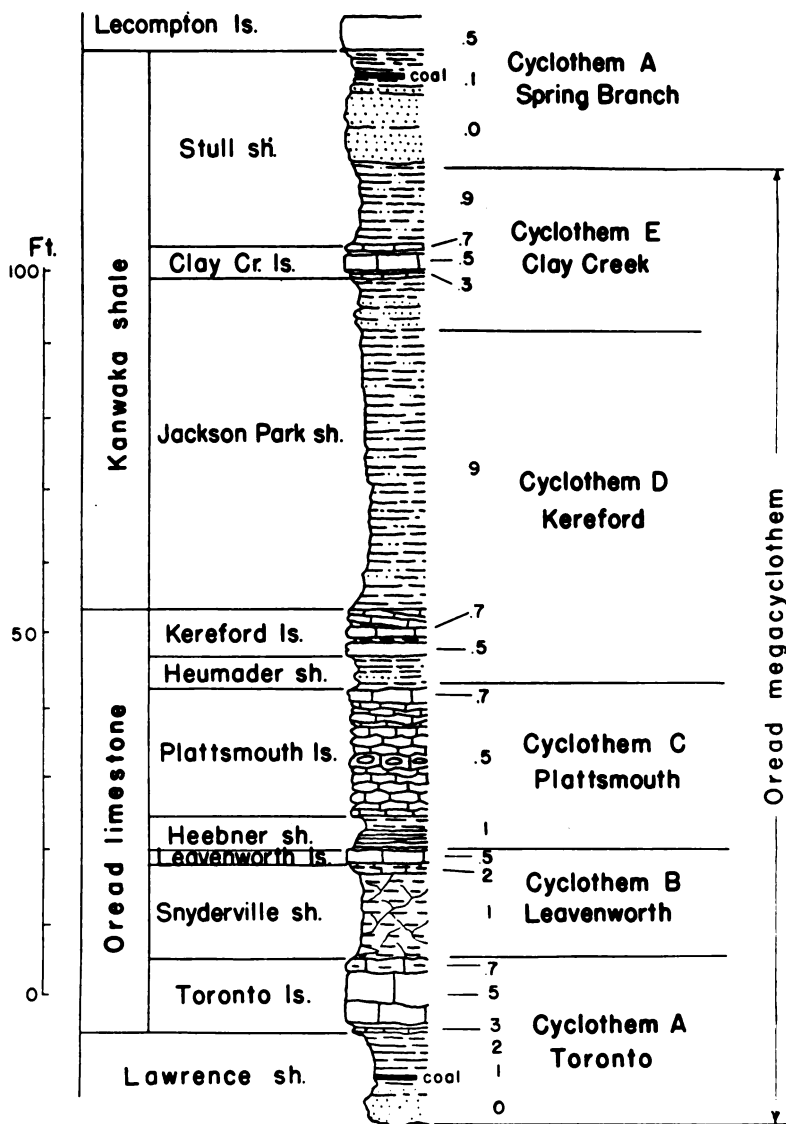 Lecompton ls.
.5
Cyclothem A
Spring Branch
coal
.1
.0
Stull sh.
.9
Cyclothem E
Clay Creek
Ft.
.7
Clay Cr. ls.
.5
100
.3
Kanwaka shale
Jackson Park sh.
9
Cyclothem D
Kereford
Oread megacyclothem
.7
50
Kereford ls.
.5
Heumader sh.
.7
Plattsmouth ls.
.5
Cyclothem C
Plattsmouth
Oread limestone
Heebner sh.
1
Leavenworth ls.
.5
2
Cyclothem B
Leavenworth
Snyderville sh.
1
.7
0
Toronto ls.
5
3
Cyclothem A
Toronto
2
Lawrence sh.
coal
1
0